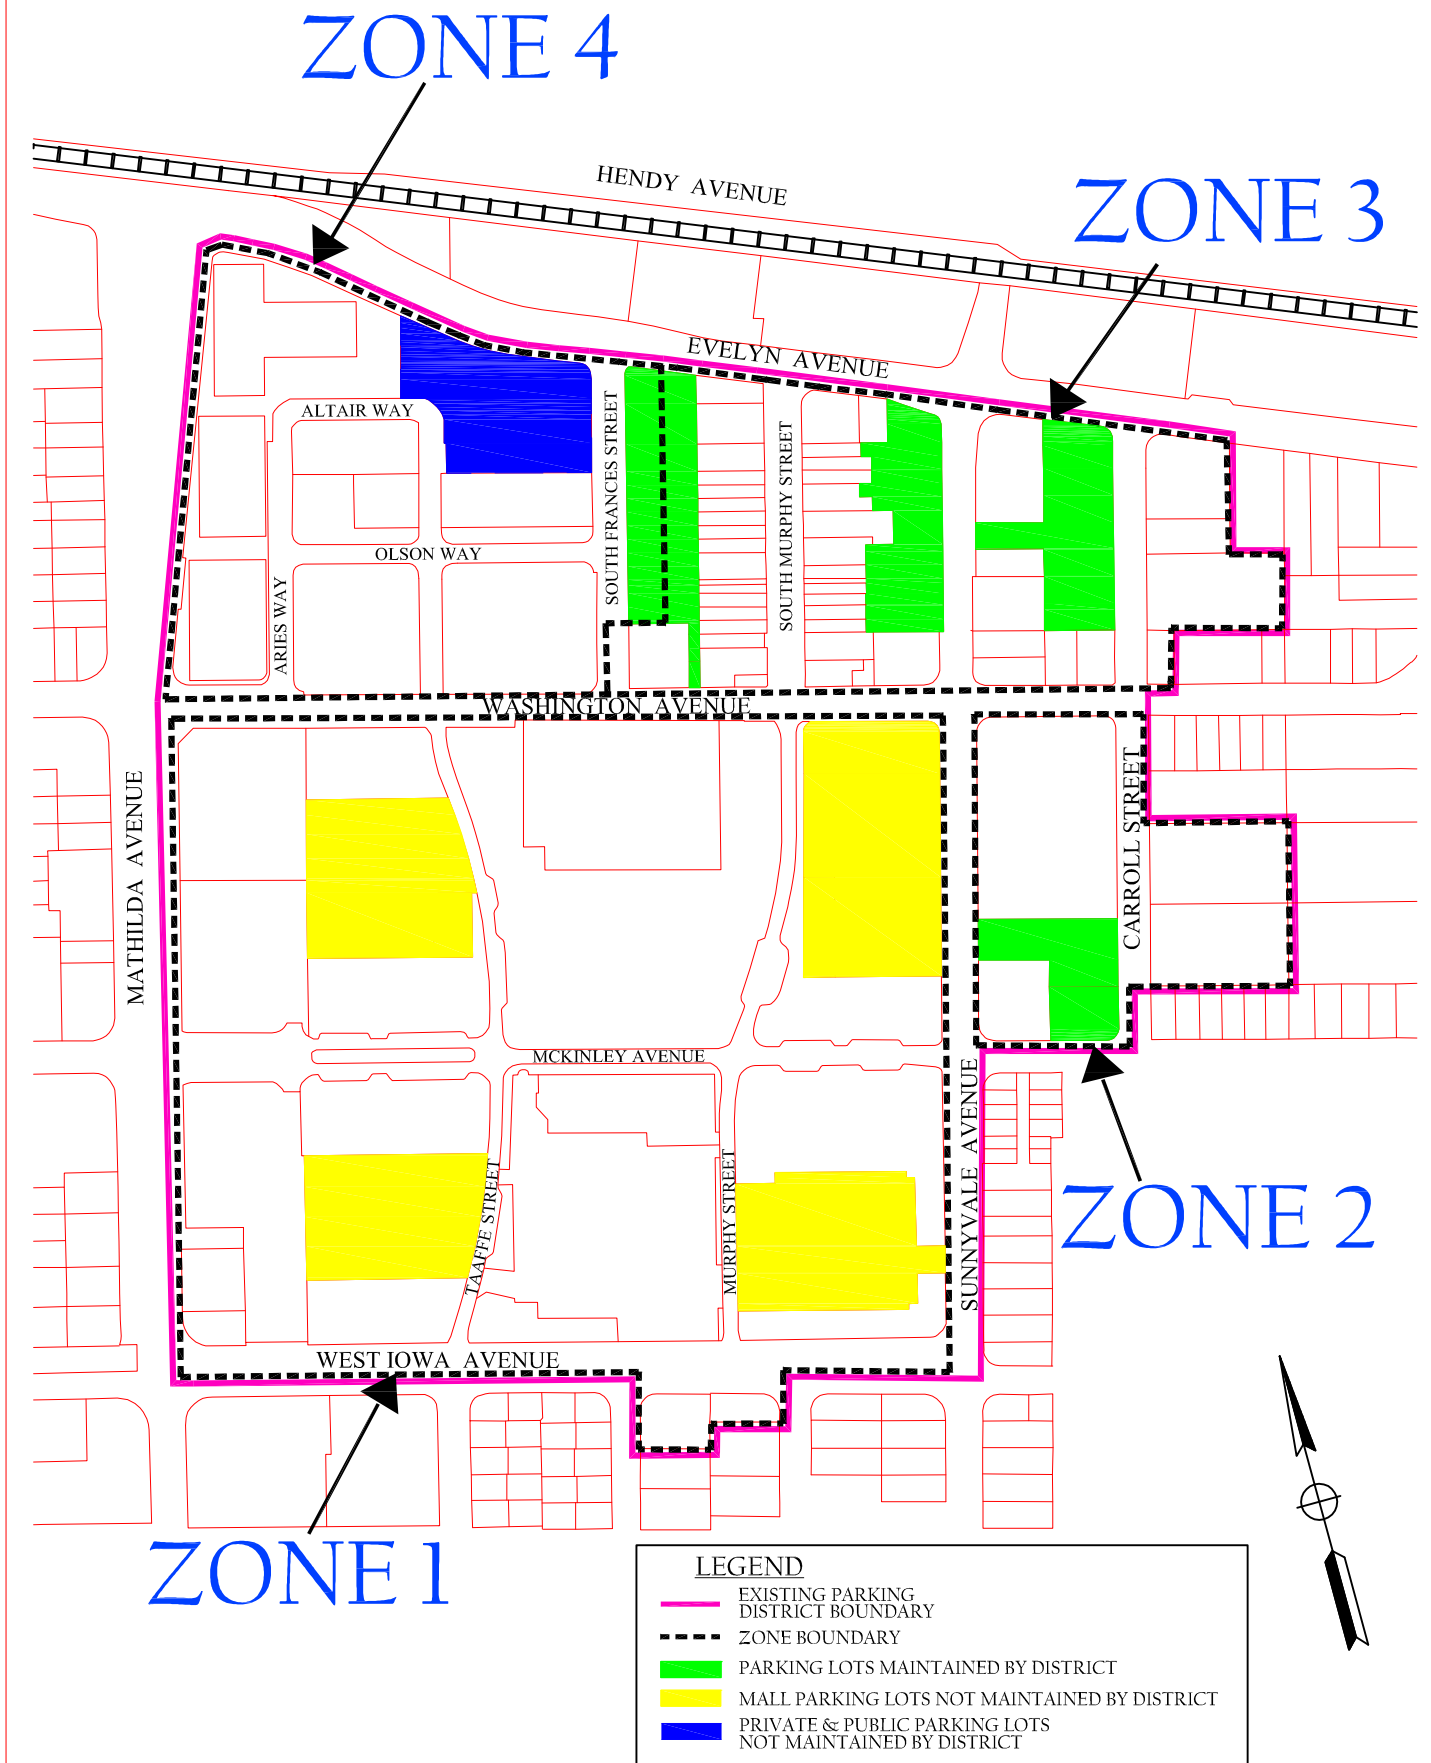 ZONE 4
HENDY AVENUE
ZONE 3
EVELYN AVENUE
ALTAIR WAY
SOUTH FRANCES STREET
SOUTH MURPHY STREET
OLSON WAY
ARIES WAY
WASHINGTON AVENUE
MATHILDA AVENUE
CARROLL STREET
MCKINLEY AVENUE
SUNNYVALE AVENUE
TAAFFE STREET
MURPHY STREET
ZONE 2
WEST IOWA AVENUE
ZONE 1
LEGEND
EXISTING PARKING
DISTRICT BOUNDARY
ZONE BOUNDARY
PARKING LOTS MAINTAINED BY DISTRICT
MALL PARKING LOTS NOT MAINTAINED BY DISTRICT
PRIVATE & PUBLIC PARKING LOTS
NOT MAINTAINED BY DISTRICT